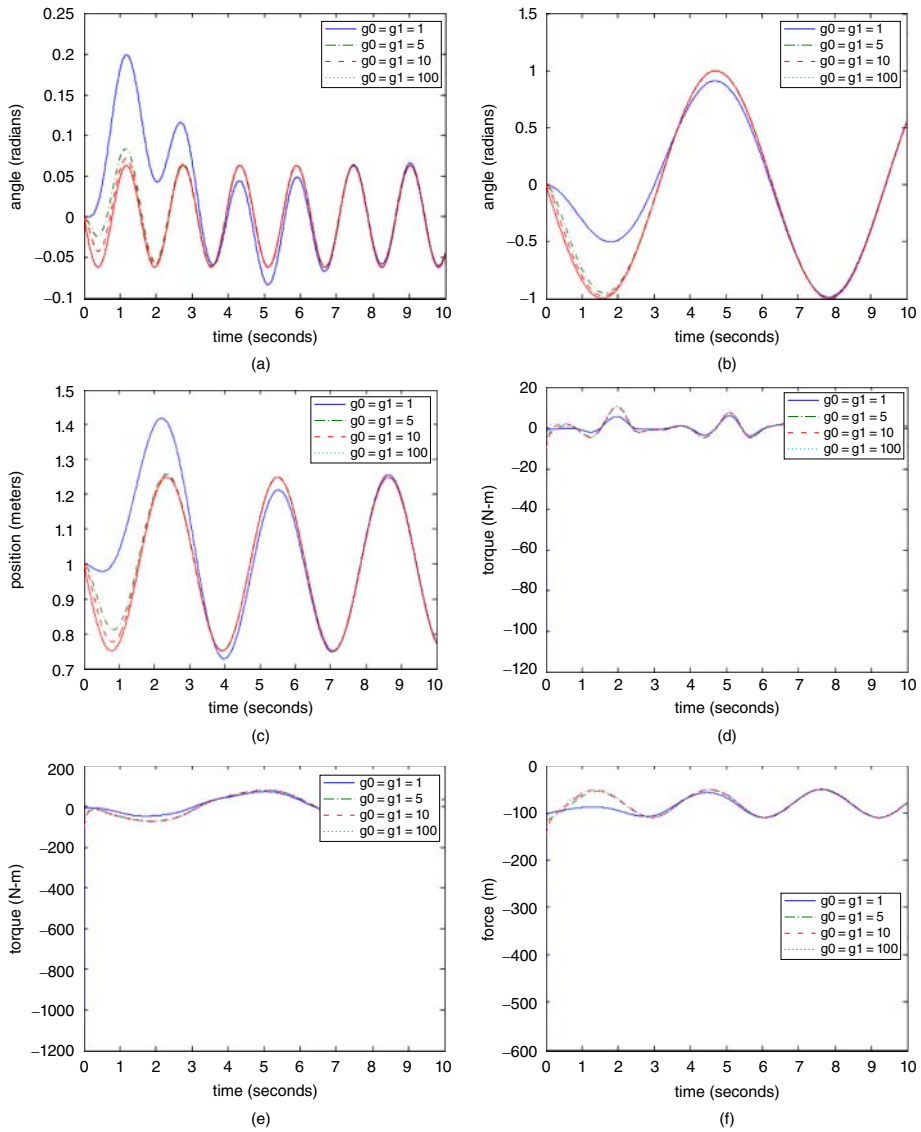 0.25
0.2
0.15
0.1
0.05
0
−0.05
−0.1
angle (radians)
0 1 2 3 4 5 6 7 8 9 10
time (seconds)
g0 = g1 = 1
g0 = g1 = 5
g0 = g1 = 10
g0 = g1 = 100
(a)
1.5
1
0.5
0
−0.5
−1
angle (radians)
0 1 2 3 4 5 6 7 8 9 10
time (seconds)
g0 = g1 = 1
g0 = g1 = 5
g0 = g1 = 10
g0 = g1 = 100
(b)
1.5
1.4
1.3
1.2
1.1
1
0.9
0.8
0.7
position (meters)
0 1 2 3 4 5 6 7 8 9 10
time (seconds)
g0 = g1 = 1
g0 = g1 = 5
g0 = g1 = 10
g0 = g1 = 100
(c)
20
0
−20
−40
−60
−80
−100
−120
torque (N-m)
0 1 2 3 4 5 6 7 8 9 10
time (seconds)
g0 = g1 = 1
g0 = g1 = 5
g0 = g1 = 10
g0 = g1 = 100
(d)
200
0
−200
−400
−600
−800
−1000
−1200
torque (N-m)
0 1 2 3 4 5 6 7 8 9 10
time (seconds)
g0 = g1 = 1
g0 = g1 = 5
g0 = g1 = 10
g0 = g1 = 100
(e)
0
−100
−200
−300
−400
−500
−600
force (m)
0 1 2 3 4 5 6 7 8 9 10
time (seconds)
g0 = g1 = 1
g0 = g1 = 5
g0 = g1 = 10
g0 = g1 = 100
(f)